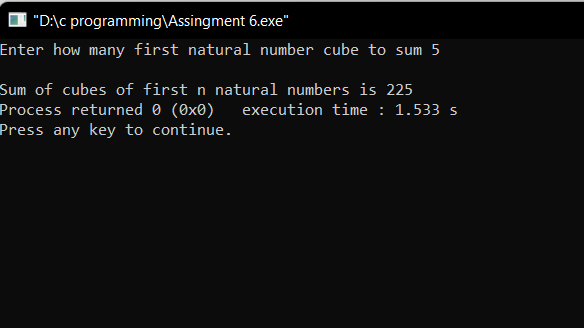 "D:\c programming\Assingment 6.exe"
Enter how many first natural number cube to sum 5
Sum of cubes of first n natural numbers is 225
Process returned 0 (0x0)   execution time : 1.533 s
Press any key to continue.